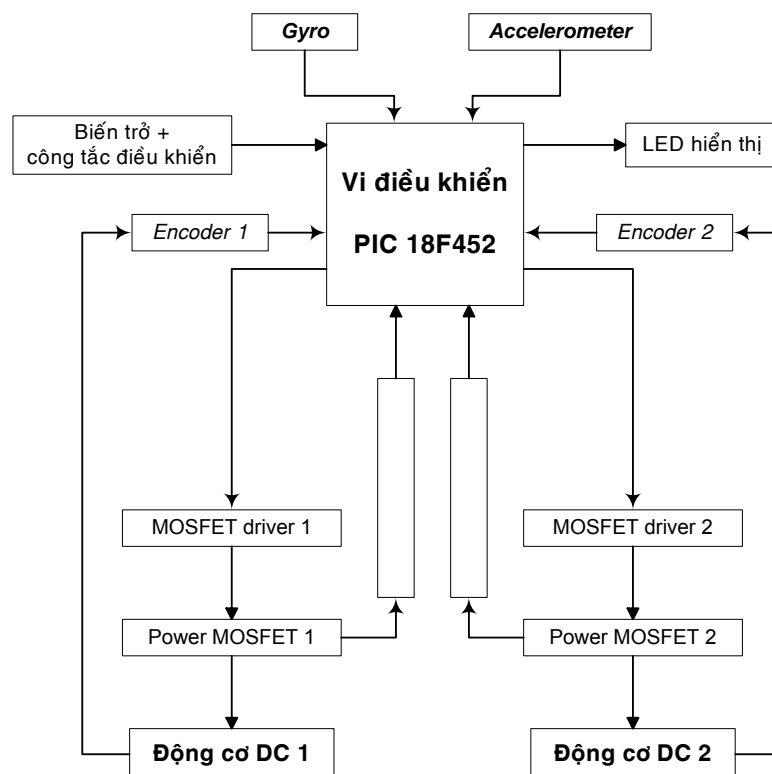 Gyro
Accelerometer
Biến trở +
công tắc điều khiển
Vi điều khiển
PIC 18F452
LED hiển thị
Encoder 1
Encoder 2
MOSFET driver 1
MOSFET driver 2
Power MOSFET 1
Power MOSFET 2
Động cơ DC 1
Động cơ DC 2